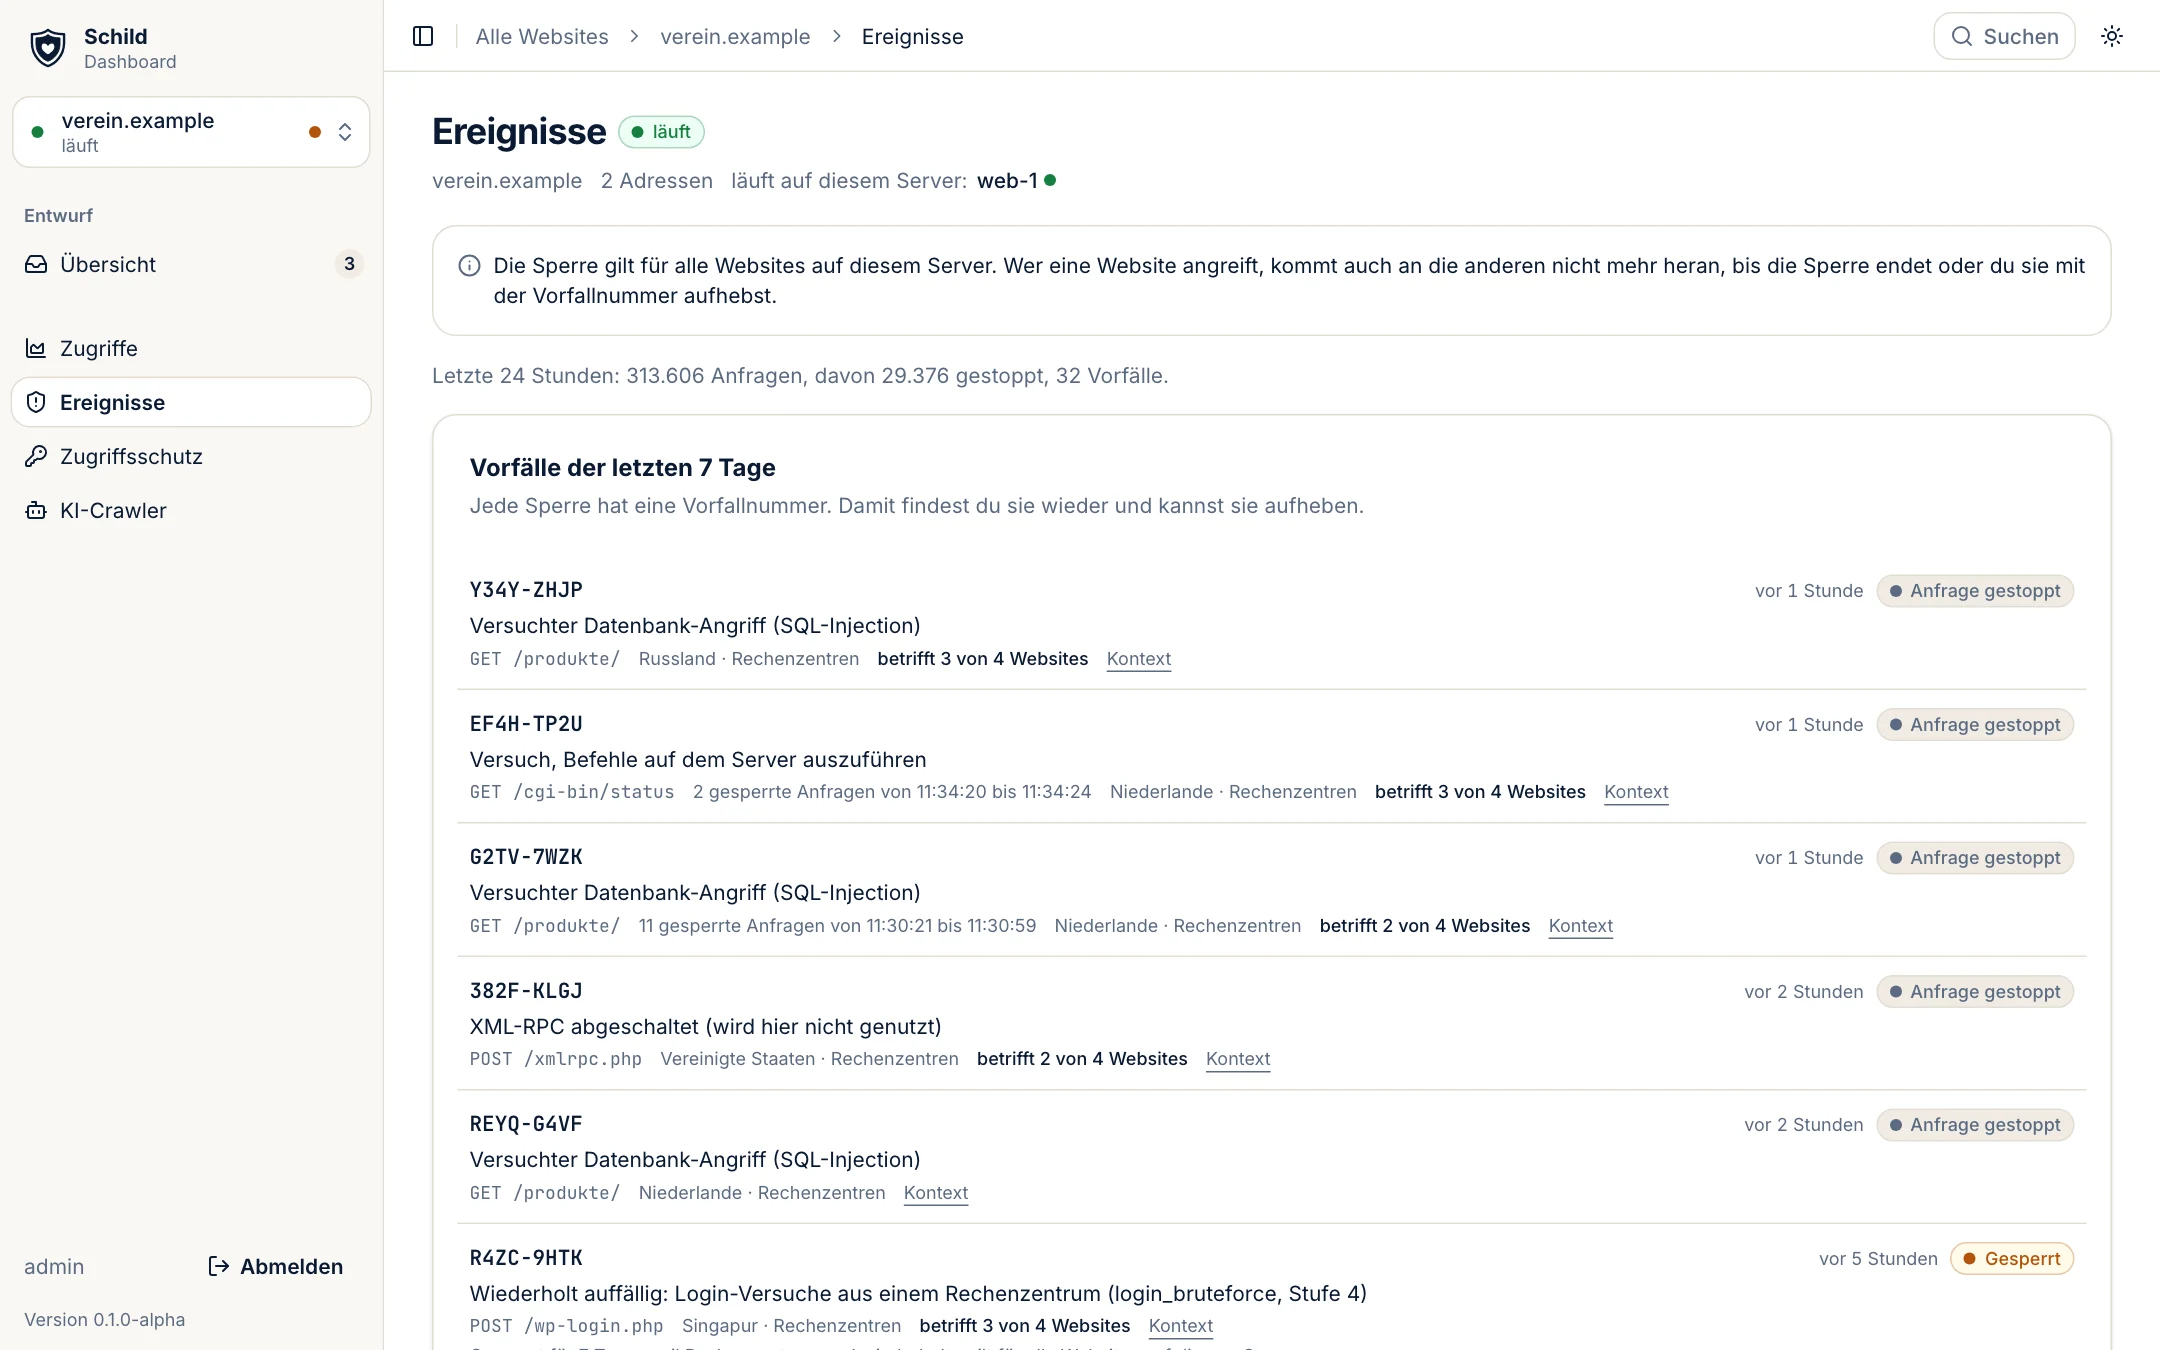 Schild
Dashboard
verein.example
läuft
Entwurf
Übersicht 3
Zugriffe
Ereignisse
Zugriffsschutz
KI-Crawler
admin
Abmelden
Version 0.1.0-alpha
Alle Websites > verein.example > Ereignisse
Suchen
Ereignisse läuft
verein.example 2 Adressen läuft auf diesem Server: web-1
Die Sperre gilt für alle Websites auf diesem Server. Wer eine Website angreift, kommt auch an die anderen nicht mehr heran, bis die Sperre endet oder du sie mit
der Vorfallnummer aufhebst.
Letzte 24 Stunden: 313.606 Anfragen, davon 29.376 gestoppt, 32 Vorfälle.
Vorfälle der letzten 7 Tage
Jede Sperre hat eine Vorfallnummer. Damit findest du sie wieder und kannst sie aufheben.
Y34Y-ZHJP vor 1 Stunde Anfrage gestoppt
Versuchter Datenbank-Angriff (SQL-Injection)
GET /produkte/ Russland · Rechenzentren betrifft 3 von 4 Websites Kontext
EF4H-TP2U vor 1 Stunde Anfrage gestoppt
Versuch, Befehle auf dem Server auszuführen
GET /cgi-bin/status 2 gesperrte Anfragen von 11:34:20 bis 11:34:24 Niederlande · Rechenzentren betrifft 3 von 4 Websites Kontext
G2TV-7WZK vor 1 Stunde Anfrage gestoppt
Versuchter Datenbank-Angriff (SQL-Injection)
GET /produkte/ 11 gesperrte Anfragen von 11:30:21 bis 11:30:59 Niederlande · Rechenzentren betrifft 2 von 4 Websites Kontext
382F-KLGJ vor 2 Stunden Anfrage gestoppt
XML-RPC abgeschaltet (wird hier nicht genutzt)
POST /xmlrpc.php Vereinigte Staaten · Rechenzentren betrifft 2 von 4 Websites Kontext
REYQ-G4VF vor 2 Stunden Anfrage gestoppt
Versuchter Datenbank-Angriff (SQL-Injection)
GET /produkte/ Niederlande · Rechenzentren Kontext
R4ZC-9HTK vor 5 Stunden Gesperrt
Wiederholt auffällig: Login-Versuche aus einem Rechenzentrum (login_bruteforce, Stufe 4)
POST /wp-login.php Singapur · Rechenzentren betrifft 3 von 4 Websites Kontext